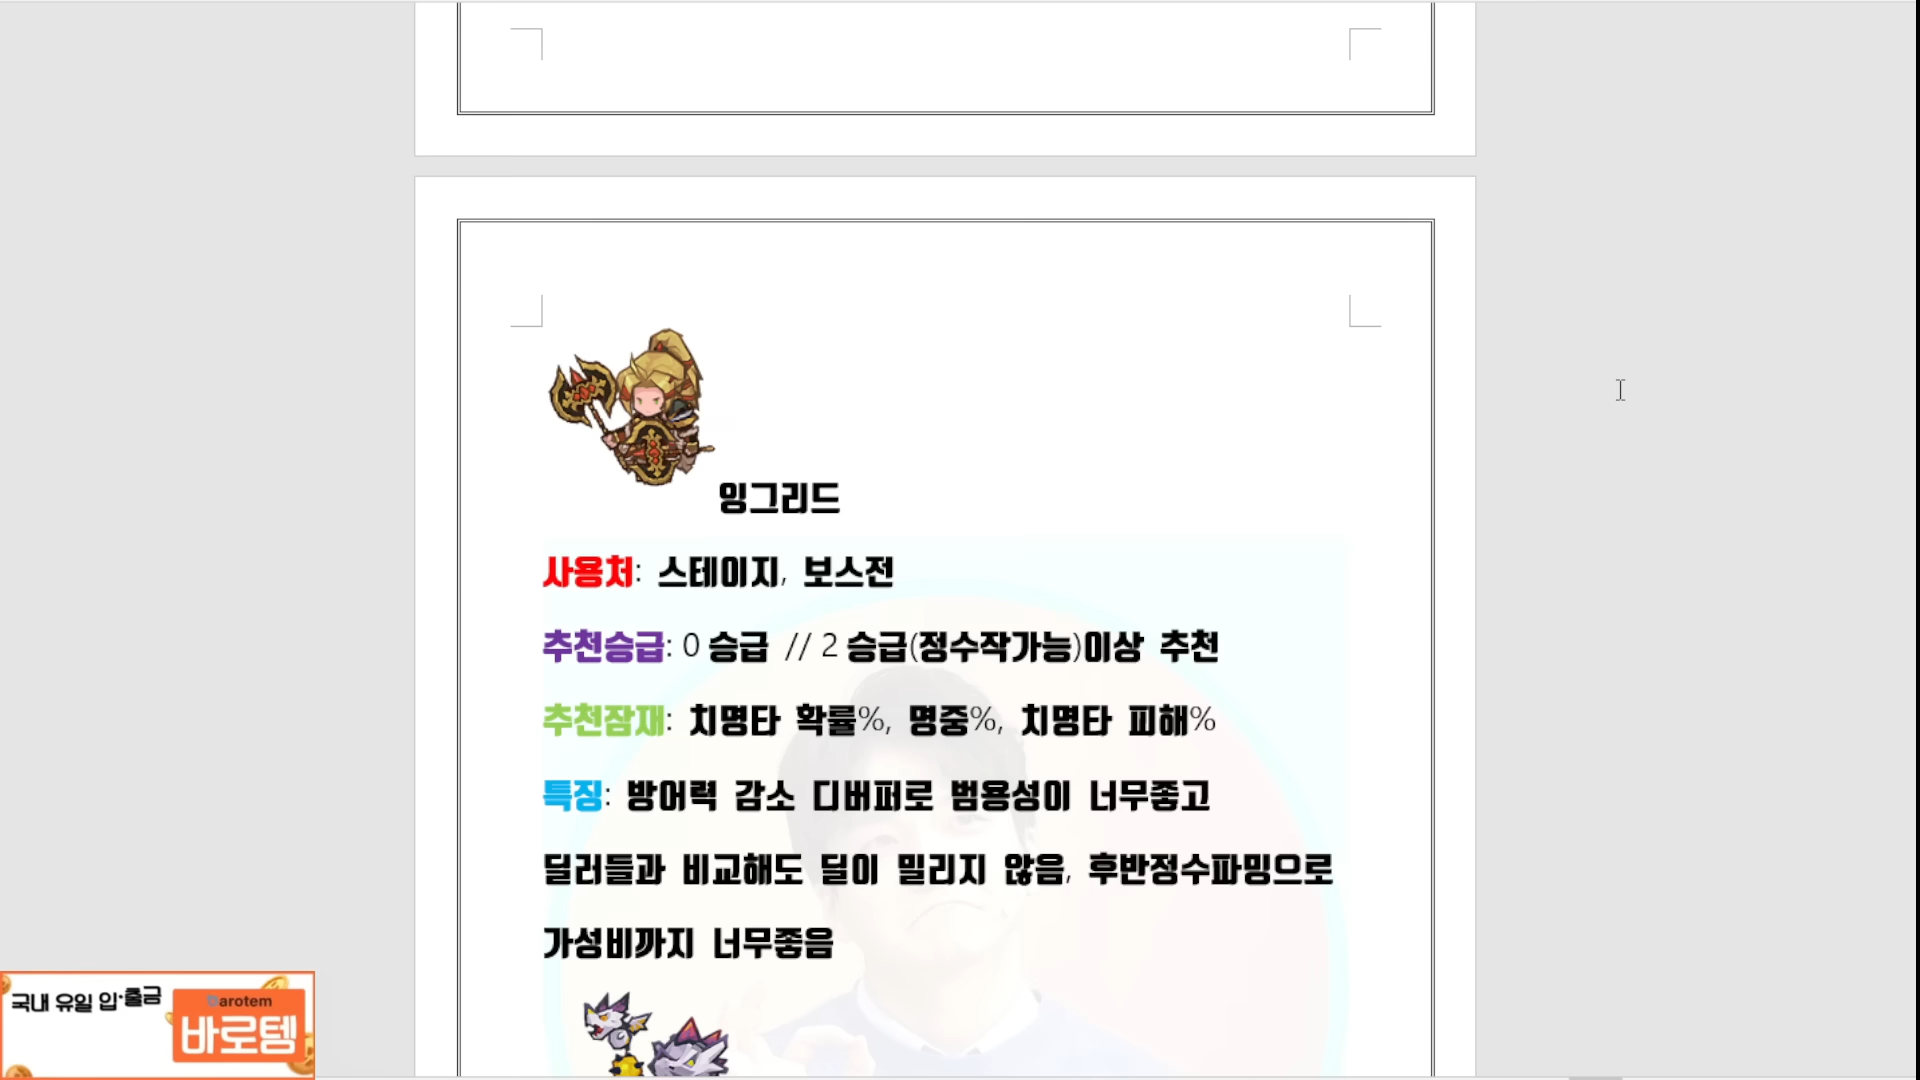 잉그리드
사용처: 스테이지, 보스전
추천승급: 0승급 // 2승급(정수작가능)이상 추천
추천잠재: 치명타 확률%, 명중%, 치명타 피해%
특징: 방어력 감소 디버퍼로 범용성이 너무좋고
딜러들과 비교해도 딜이 밀리지 않음, 후반정수파밍으로
가성비까지 너무좋음
국내 유일 입·출금
Barotem
바로템